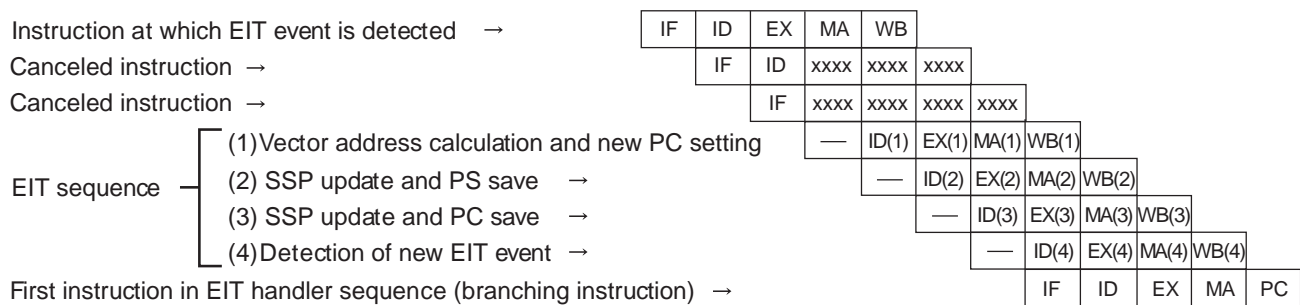 Instruction at which EIT event is detected → IF ID EX MA WB
Canceled instruction → IF ID xxxx xxxx xxxx
Canceled instruction → IF xxxx xxxx xxxx xxxx
(1)Vector address calculation and new PC setting — ID(1) EX(1) MA(1) WB(1)
EIT sequence (2) SSP update and PS save → — ID(2) EX(2) MA(2) WB(2)
(3) SSP update and PC save → — ID(3) EX(3) MA(3) WB(3)
(4)Detection of new EIT event → — ID(4) EX(4) MA(4) WB(4)
First instruction in EIT handler sequence (branching instruction) → IF ID EX MA PC